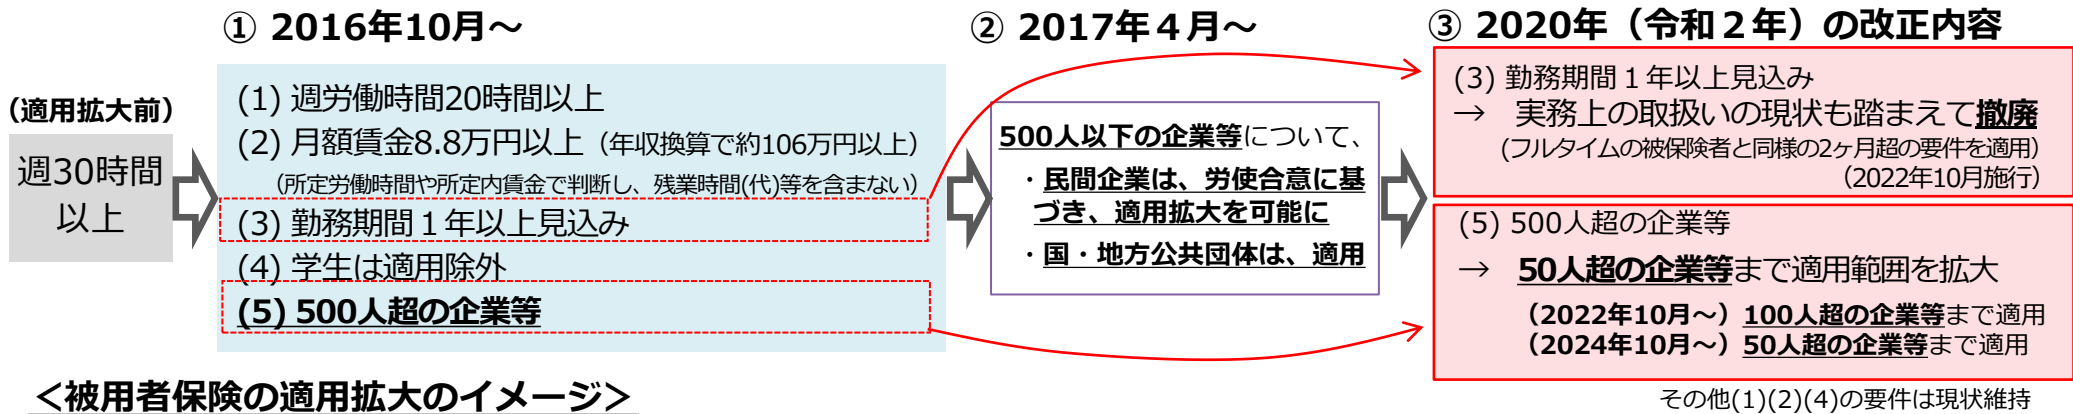 ① 2016年10月～
② 2017年４月～
③ 2020年（令和２年）の改正内容
（適用拡大前）
週30時間
以上
(1) 週労働時間20時間以上
(2) 月額賃金8.8万円以上（年収換算で約106万円以上）
（所定労働時間や所定内賃金で判断し、残業時間(代)等を含まない）
(3) 勤務期間１年以上見込み
(4) 学生は適用除外
(5) 500人超の企業等
500人以下の企業等について、
・民間企業は、労使合意に基
づき、適用拡大を可能に
・国・地方公共団体は、適用
(3) 勤務期間１年以上見込み
→ 実務上の取扱いの現状も踏まえて撤廃
(フルタイムの被保険者と同様の2ヶ月超の要件を適用)
（2022年10月施行）
(5) 500人超の企業等
→ 50人超の企業等まで適用範囲を拡大
（2022年10月～）100人超の企業等まで適用
（2024年10月～）50人超の企業等まで適用
その他(1)(2)(4)の要件は現状維持
＜被用者保険の適用拡大のイメージ＞